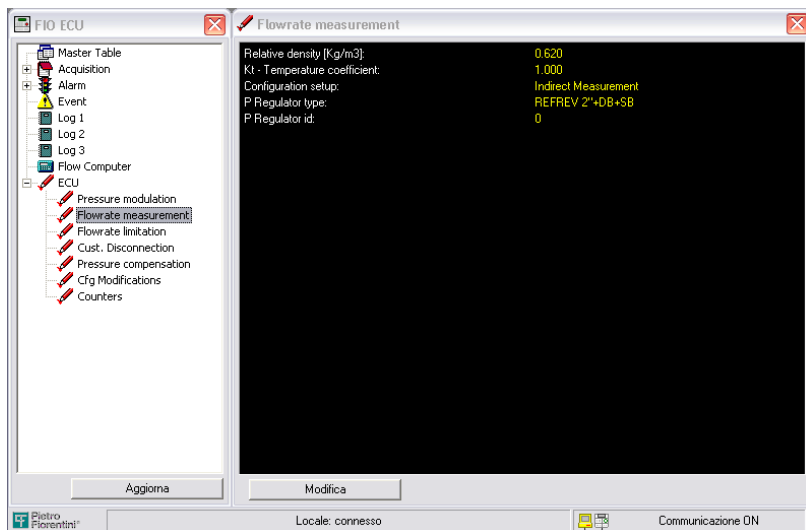 FIO ECU
Master Table
Acquisition
Alarm
Event
Log 1
Log 2
Log 3
Flow Computer
ECU
Pressure modulation
Flowrate measurement
Flowrate limitation
Cust. Disconnection
Pressure compensation
Cfg Modifications
Counters
Aggiorna
Flowrate measurement
Relative density [Kg/m3]: 0.620
Kt - Temperature coefficient: 1.000
Configuration setup: Indirect Measurement
P Regulator type: REFREV 2"+DB+SB
P Regulator id: 0
Modifica
Pietro
Fiorentini®
Locale: connesso
Communicazione ON